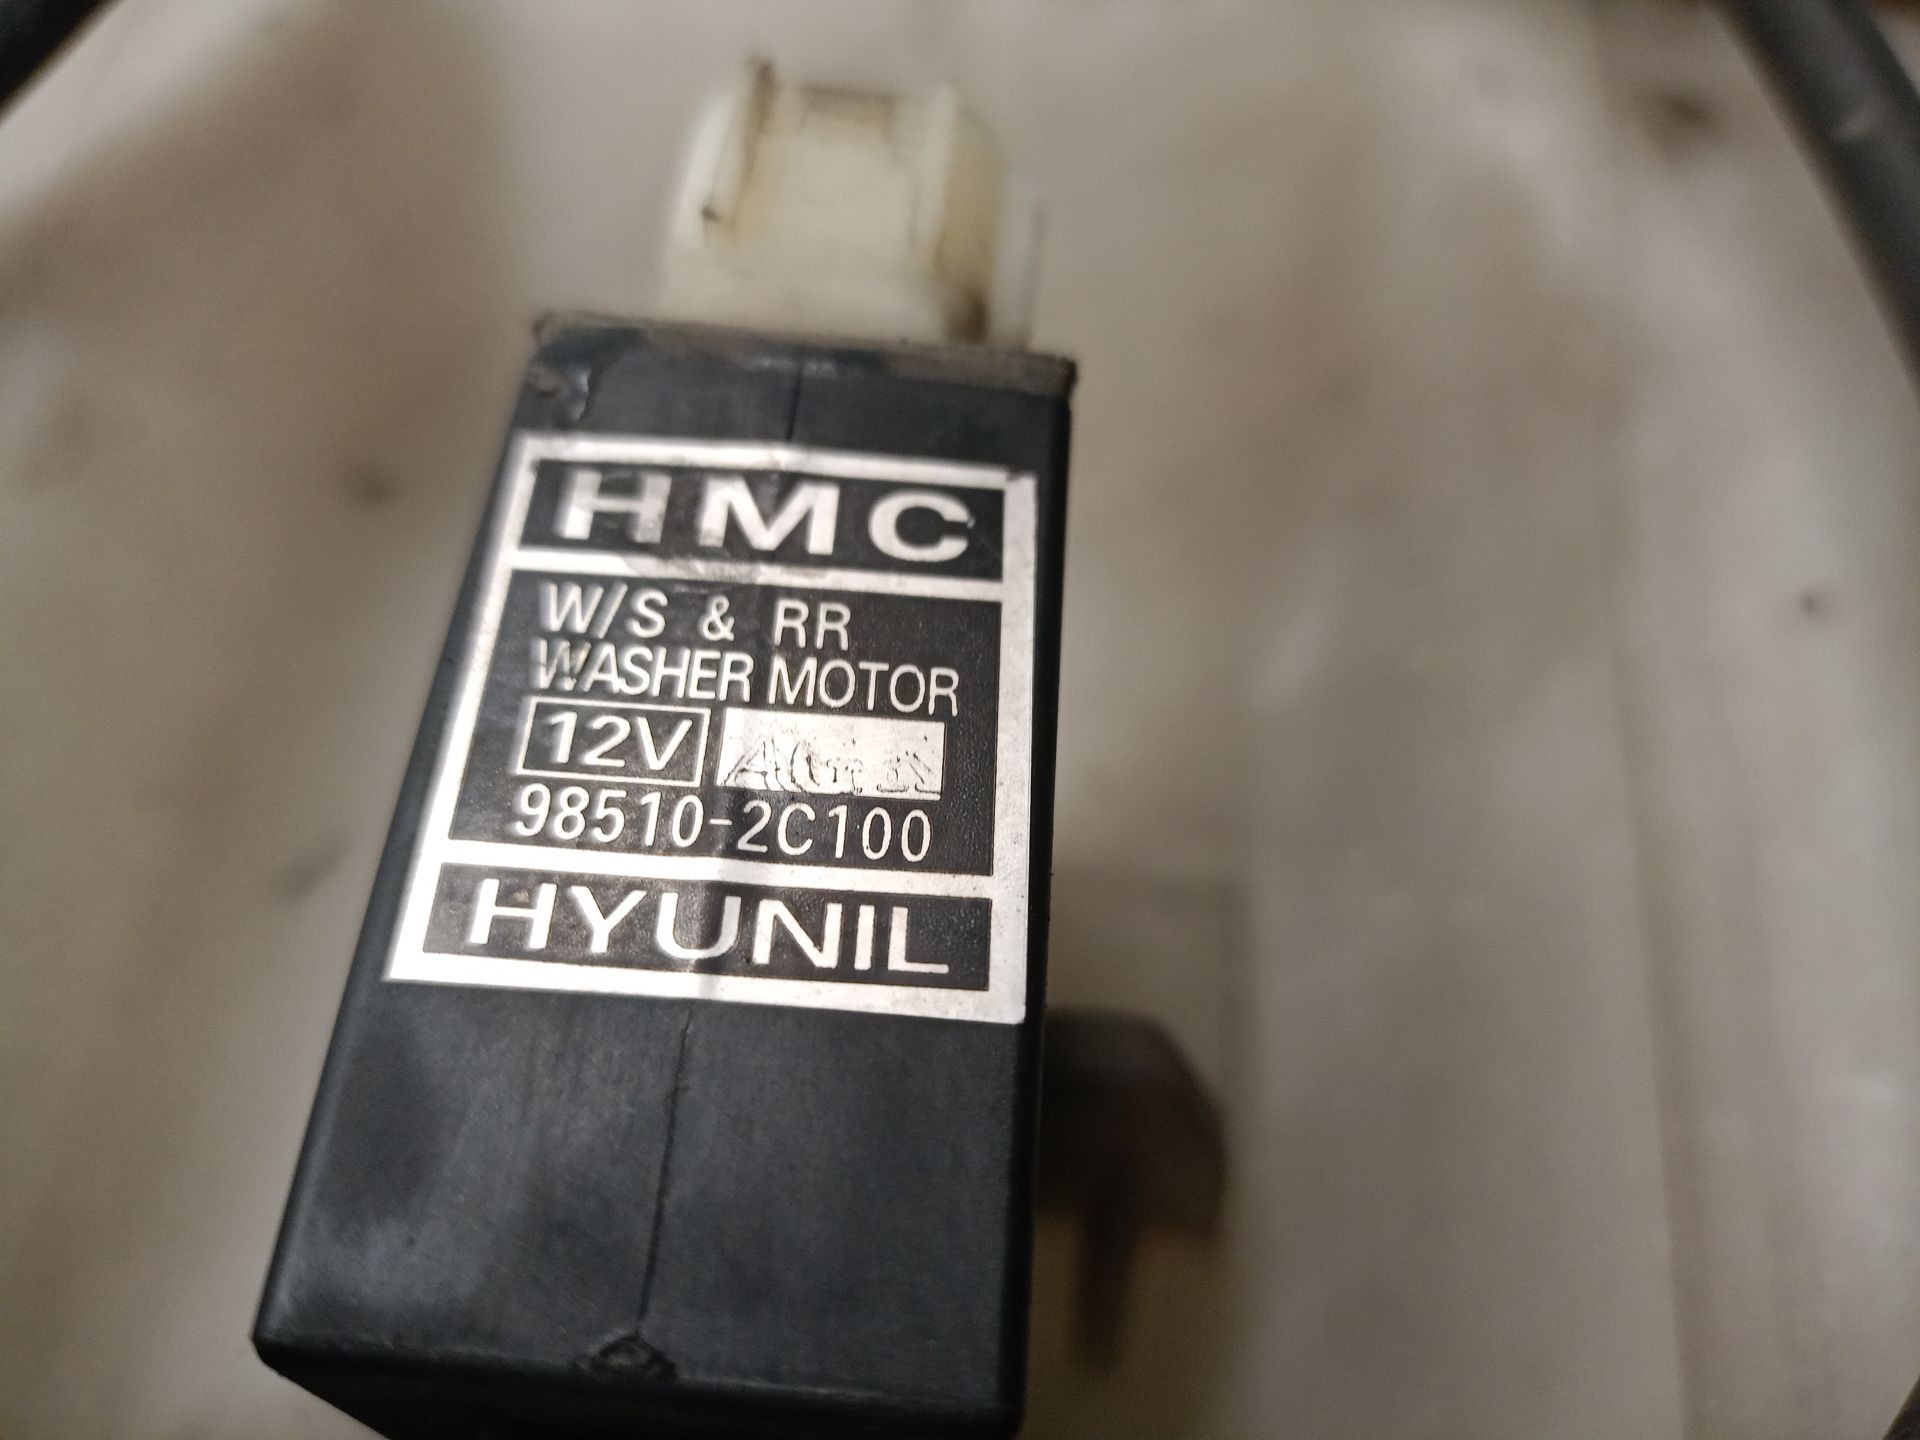 HMC
W/S & RR
WASHER MOTOR
12V
98510-2C100
HYUNIL